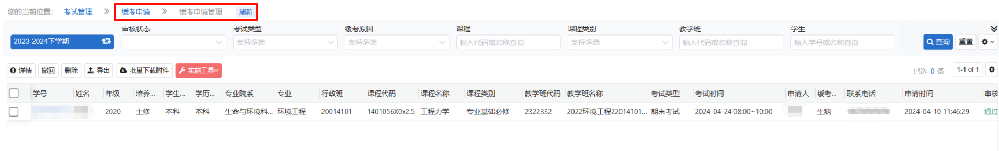 您的当前位置： 考试管理 >> 缓考申请 >> 缓考申请管理 刷新
审核状态 考试类型 缓考原因 课程 课程类别 教学班 学生
2023-2024下学期 ... 支持多选 支持多选 输入代码或名称查询 支持多选 输入代码或名称查询 输入学号或名称查询 查询 重置
详情 撤回 删除 导出 批量下载附件 实施工具 已选 0 条 1-1 of 1
学号 姓名 年级 培养... 学生... 学历... 专业院系 专业 行政班 课程代码 课程名称 课程类别 教学班代码 教学班名称 考试类型 考试时间 申请人 缓考... 联系电话 申请时间 审核
2020 主修 本科 本科 生命与环境科... 环境工程 20014101 1401056X0x2.5 工程力学 专业基础必修 2322332 2022环境工程22014101... 期末考试 2024-04-24 08:00~10:00 生病 2024-04-10 11:46:29 通过